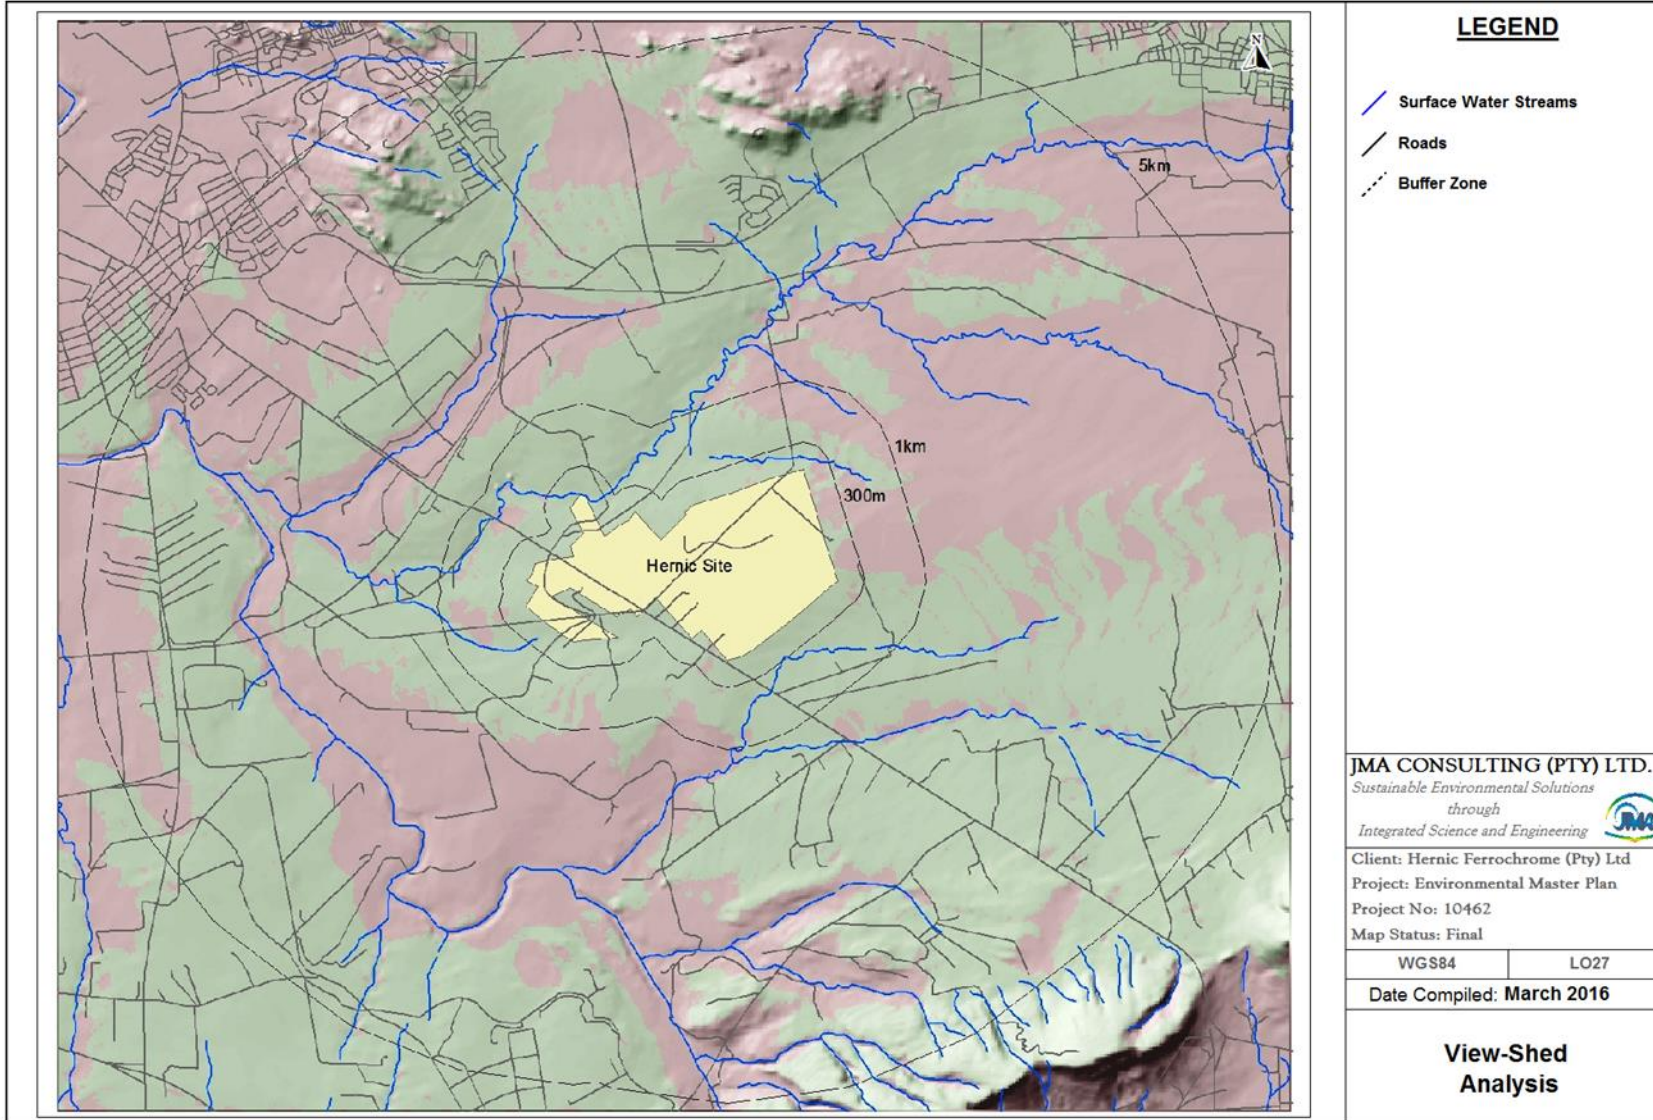 N
5km
1km
300m
Hernic Site
LEGEND
Surface Water Streams
Roads
Buffer Zone
JMA CONSULTING (PTY) LTD.
Sustainable Environmental Solutions
through
Integrated Science and Engineering
JMA
Client: Hernic Ferrochrome (Pty) Ltd
Project: Environmental Master Plan
Project No: 10462
Map Status: Final
WGS84 LO27
Date Compiled: March 2016
View-Shed
Analysis